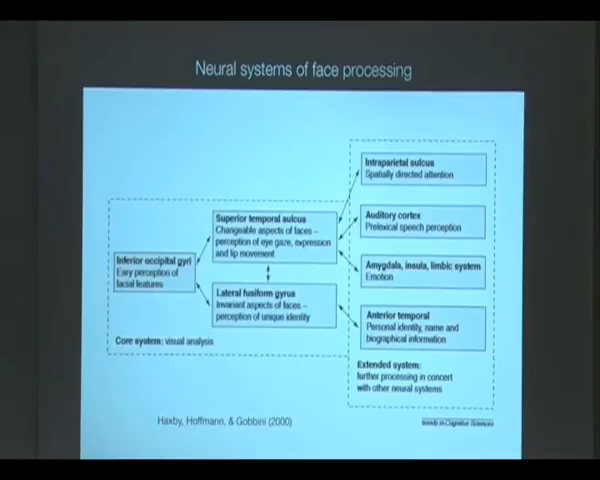 Neural systems of face processing
Intraparietal sulcus
Spatially directed attention
Superior temporal sulcus
Changeable aspects of faces –
perception of eye gaze, expression
and lip movement
Auditory cortex
Prelexical speech perception
Inferior occipital gyri
Early perception of
facial features
Amygdala, insula, limbic system
Emotion
Lateral fusiform gyrus
Invariant aspects of faces –
perception of unique identity
Anterior temporal
Personal identity, name and
biographical information
Core system: visual analysis
Extended system:
further processing in concert
with other neural systems
Haxby, Hoffmann, & Gobbini (2000)
trends in Cognitive Sciences